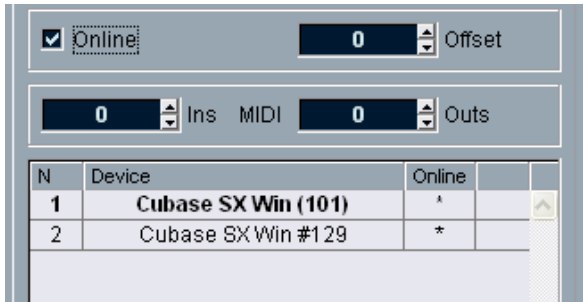 Online 0 Offset
0 Ins MIDI 0 Outs
N Device Online
1 Cubase SX Win (101) *
2 Cubase SX Win #129 *